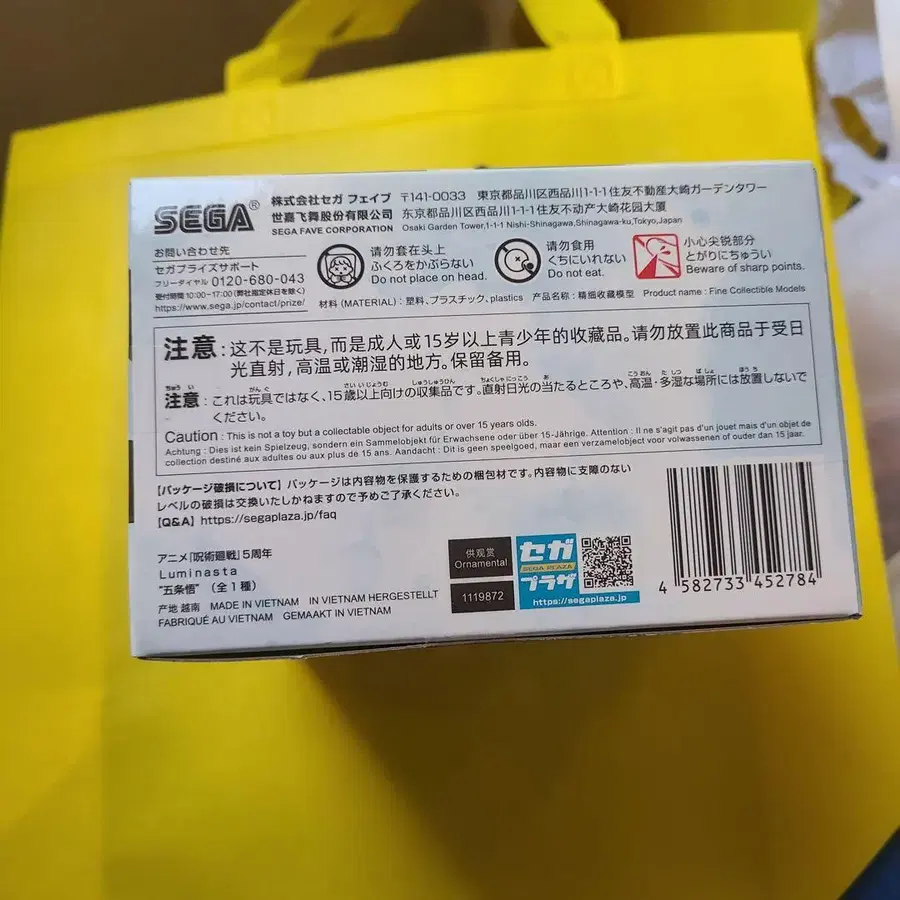 SEGA®
株式会社セガ フェイブ 〒141-0033 東京都品川区西品川1-1-1住友不動産大崎ガーデンタワー
世嘉飞舞股份有限公司 东京都品川区西品川1-1-1住友不动产大崎花园大厦
SEGA FAVE CORPORATION Osaki Garden Tower,1-1-1 Nishi-Shinagawa,Shinagawa-ku,Tokyo,Japan
お問い合わせ先
セガプライズサポート
フリーダイヤル 0120-680-043
受付時間 10:00~17:00(弊社指定休日を除く)
https://www.sega.jp/contact/prize/
请勿套在头上
ふくろをかぶらない
Do not place on head.
请勿食用
くちにいれない
Do not eat.
小心尖锐部分
とがりにちゅうい
Beware of sharp points.
材料 (MATERIAL) : 塑料、プラスチック、plastics 产品名称 : 精细收藏模型 Product name : Fine Collectible Models
注意 : 这不是玩具,而是成人或15岁以上青少年的收藏品。请勿放置此商品于受日
光直射,高温或潮湿的地方。保留备用。
注意 : これは玩具ではなく、15歳以上向けの収集品です。直射日光の当たるところや、高温・多湿な場所には放置しないで
ください。
Caution : This is not a toy but a collectable object for adults or over 15 years olds.
Achtung : Dies ist kein Spielzeug, sondern ein Sammelobjekt für Erwachsene oder über 15-Jährige. Attention : Il ne s'agit pas d'un jouet mais d'un objet de
collection destiné aux adultes ou aux plus de 15 ans. Aandacht : Dit is geen speelgoed, maar een verzamelobject voor volwassenen of ouder dan 15 jaar.
【パッケージ破損について】パッケージは内容物を保護するための梱包材です。内容物に支障のない
レベルの破損は交換いたしかねますので予めご了承ください。
【Q&A】https://segaplaza.jp/faq
アニメ『呪術廻戦』5周年
Luminasta
"五条悟" (全1種)
产地 越南 MADE IN VIETNAM IN VIETNAM HERGESTELLT
FABRIQUÉ AU VIETNAM GEMAAKT IN VIETNAM
供观赏
Ornamental
1119872
セガ
SEGA PLAZA
プラザ
https://segaplaza.jp
4 582733 452784